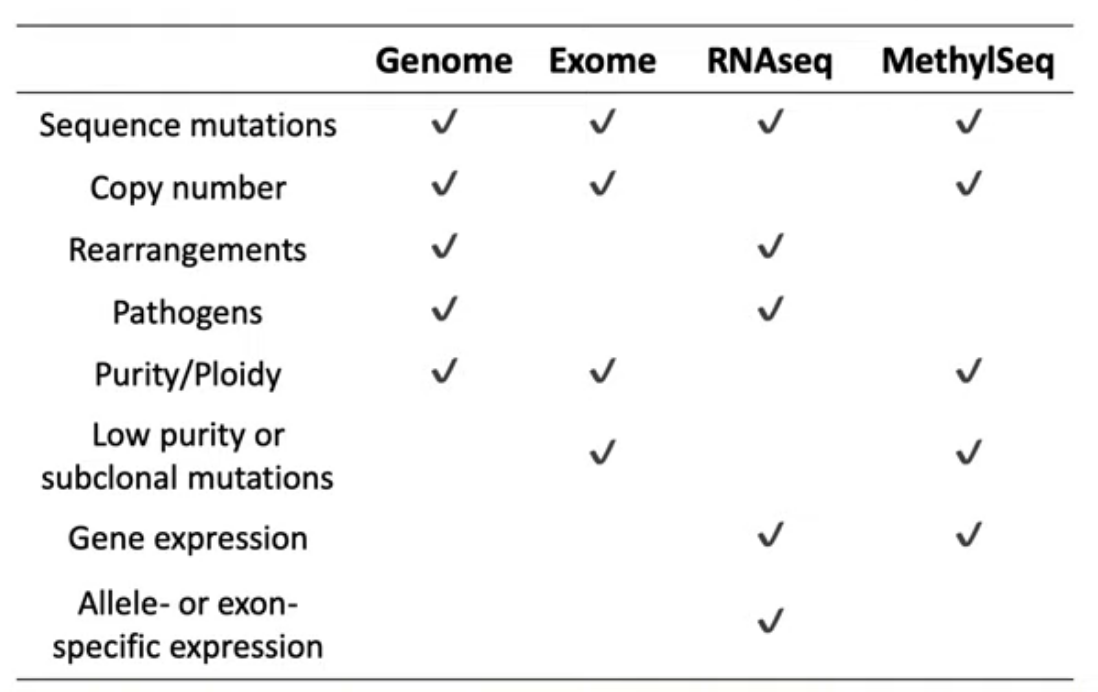 Genome Exome RNAseq MethylSeq
Sequence mutations ✓ ✓ ✓ ✓
Copy number ✓ ✓ ✓
Rearrangements ✓ ✓
Pathogens ✓ ✓
Purity/Ploidy ✓ ✓ ✓
Low purity or
subclonal mutations ✓ ✓
Gene expression ✓ ✓
Allele- or exon-
specific expression ✓